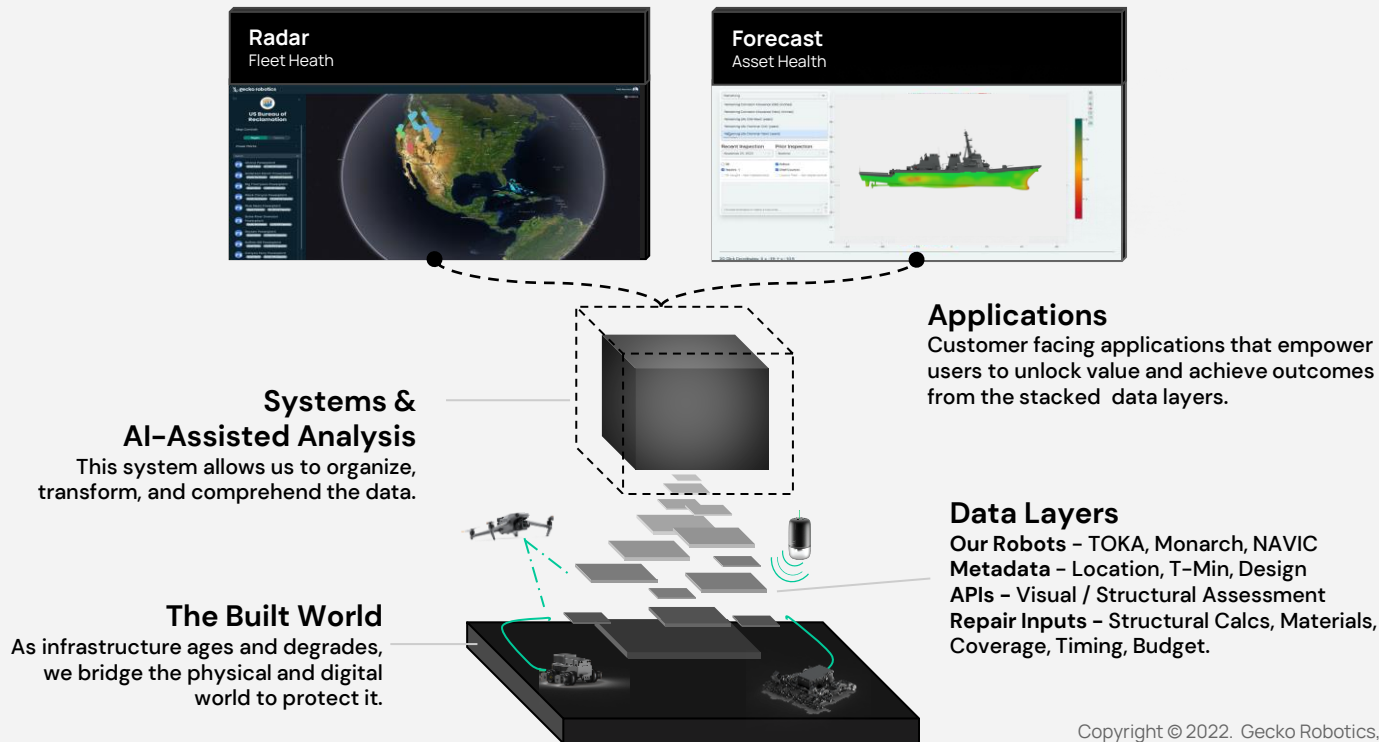 Radar
Fleet Heath
Forecast
Asset Health
gecko robotics
US Bureau of
Reclamation
Recent Inspection
Prior Inspection
Applications
Customer facing applications that empower
users to unlock value and achieve outcomes
from the stacked data layers.
Systems &
AI-Assisted Analysis
This system allows us to organize,
transform, and comprehend the data.
Data Layers
Our Robots – TOKA, Monarch, NAVIC
Metadata – Location, T-Min, Design
APIs – Visual / Structural Assessment
Repair Inputs – Structural Calcs, Materials,
Coverage, Timing, Budget.
The Built World
As infrastructure ages and degrades,
we bridge the physical and digital
world to protect it.
Copyright © 2022. Gecko Robotics,